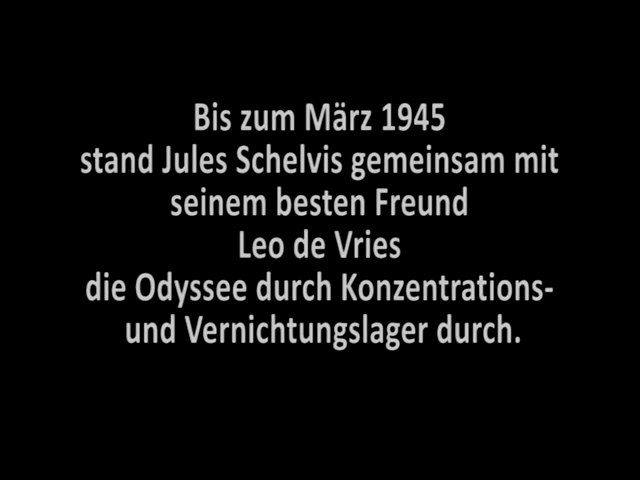 Bis zum März 1945
stand Jules Schelvis gemeinsam mit
seinem besten Freund
Leo de Vries
die Odyssee durch Konzentrations-
und Vernichtungslager durch.